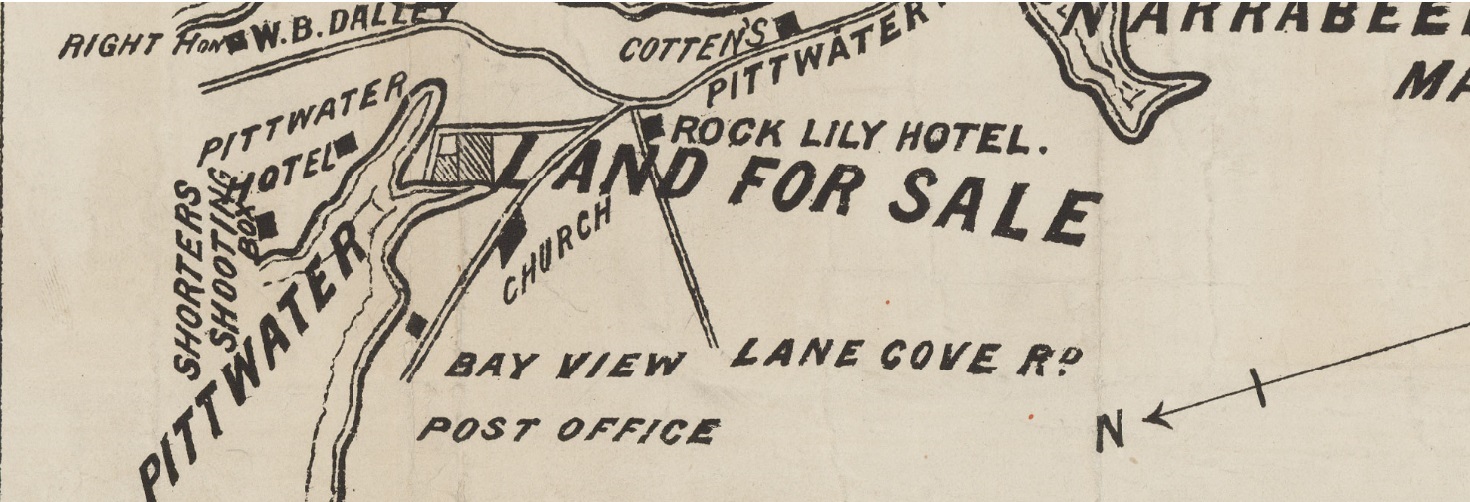 RIGHT HON W.B. DALLEY
COTTEN'S
PITTWATER
NARRABEE
MA
PITTWATER
HOTEL
ROCK LILY HOTEL.
LAND FOR SALE
SHORTERS
SHOOTING
BOX
CHURCH
PITTWATER
BAY VIEW
POST OFFICE
LANE COVE RD
N